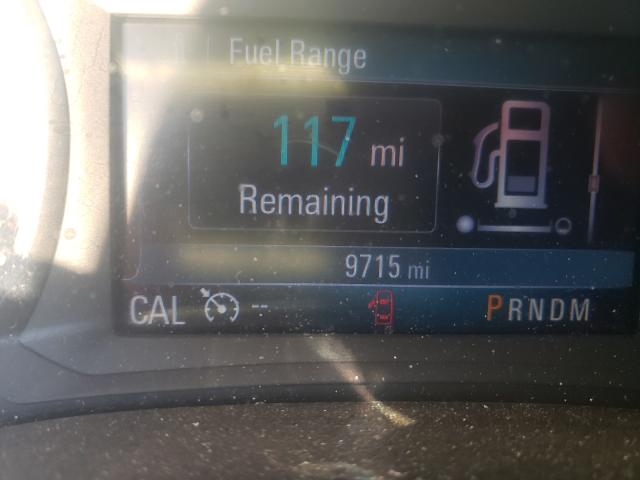 Fuel Range
117 mi
Remaining
9715 mi
CAL --
PRNDM